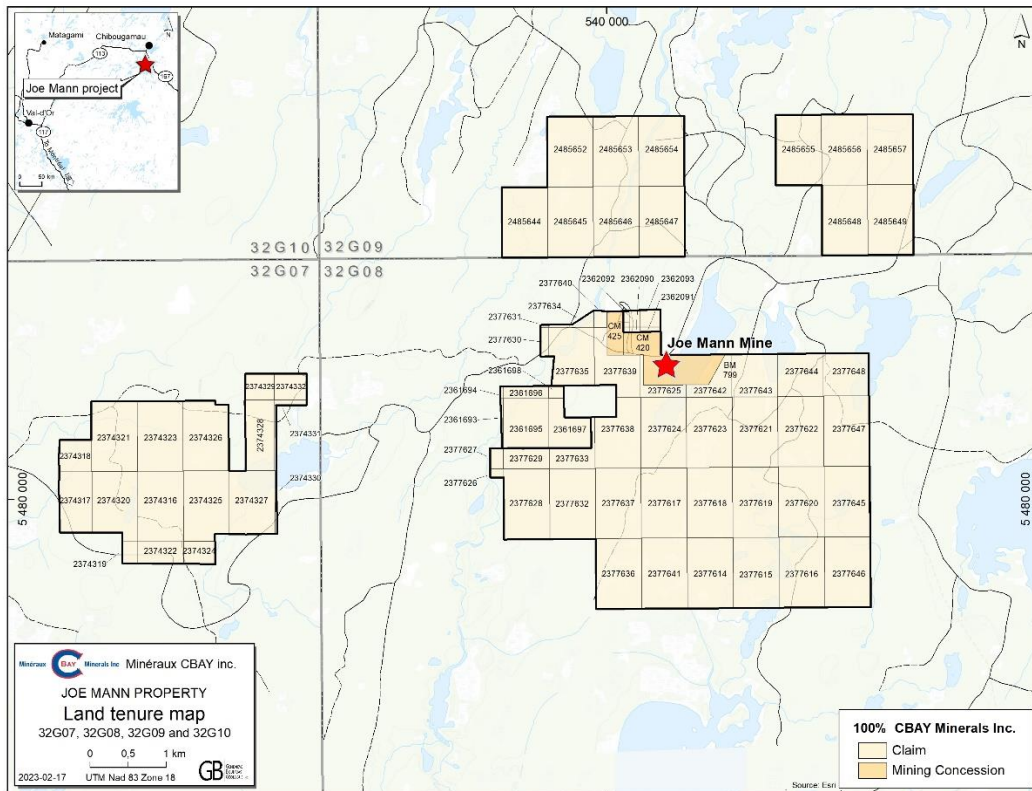 540 000
N
Matagami
Chibougamau
113
167
Joe Mann project
Val-d'Or
117
0 50 km
N
2485652 2485653 2485654
2485655 2485656 2485657
2485644 2485645 2485646 2485647
2485648 2485649
32G10 32G09
32G07 32G08
2377640 2362092 2362090 2362093
2362091
2377634
2377631
2377630
CM
425
CM
420
Joe Mann Mine
BM
799
2377635 2377639
2377644 2377648
2361698
2377625 2377642 2377643
2361694 2361696
2361693
2361695 2361697 2377638 2377624 2377623 2377621 2377622 2377647
2377627
2377629 2377633
2377626
2377628 2377632 2377637 2377617 2377618 2377619 2377620 2377645
2377636 2377641 2377614 2377615 2377616 2377646
2374329 2374332
2374331
2374328
2374321 2374323 2374326
2374318
2374330
2374317 2374320 2374316 2374325 2374327
2374322 2374324
2374319
5 480 000
5 480 000
Minéraux CBAY Minerals Inc Minéraux CBAY inc.
JOE MANN PROPERTY
Land tenure map
32G07, 32G08, 32G09 and 32G10
0 0,5 1 km
2023-02-17 UTM Nad 83 Zone 18 GB
100% CBAY Minerals Inc.
Claim
Mining Concession
Source: Esri